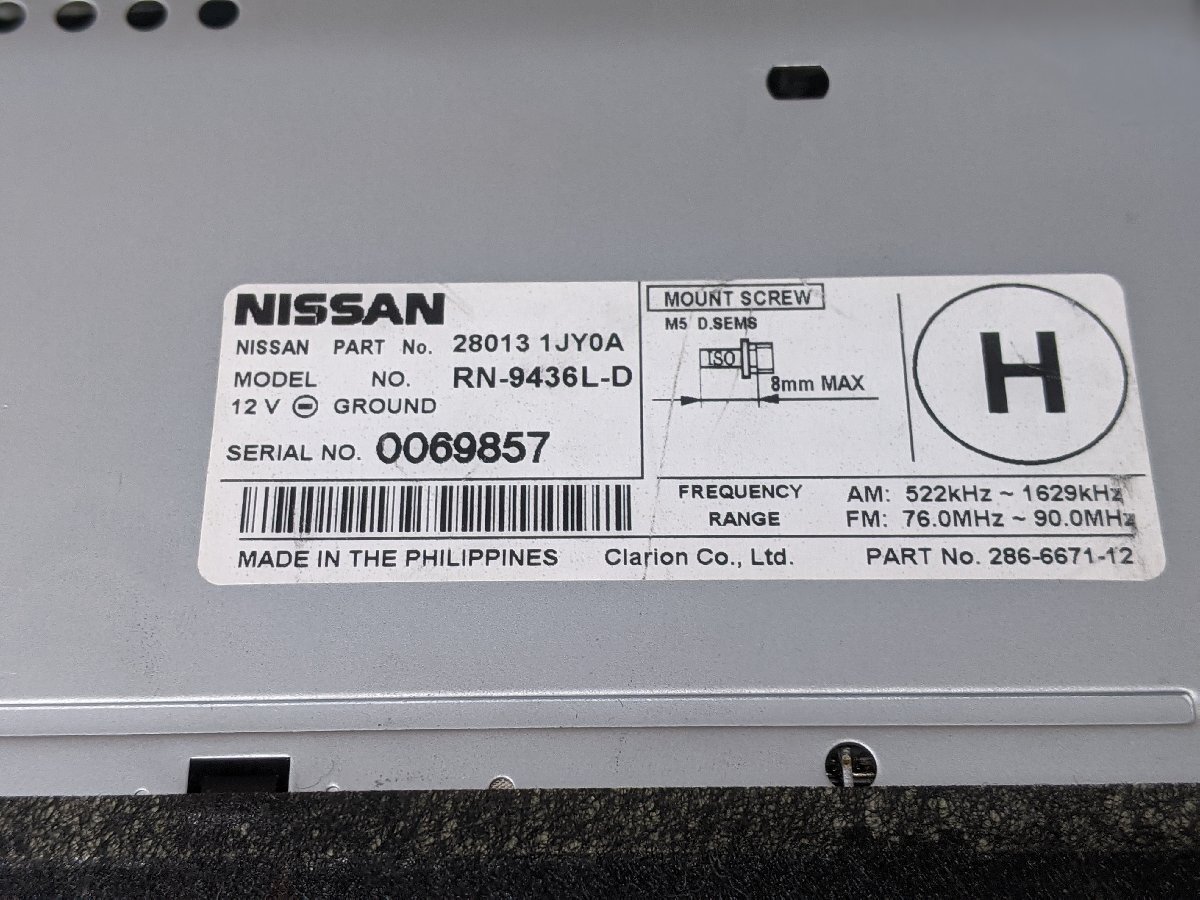 NISSAN
NISSAN PART No. 28013 1JY0A
MODEL NO. RN-9436L-D
12 V ⊖ GROUND
SERIAL NO. 0069857
MOUNT SCREW
M5 D.SEMS
ISO
8mm MAX
H
FREQUENCY RANGE
AM: 522kHz ~ 1629kHz
FM: 76.0MHz ~ 90.0MHz
MADE IN THE PHILIPPINES Clarion Co., Ltd. PART No. 286-6671-12